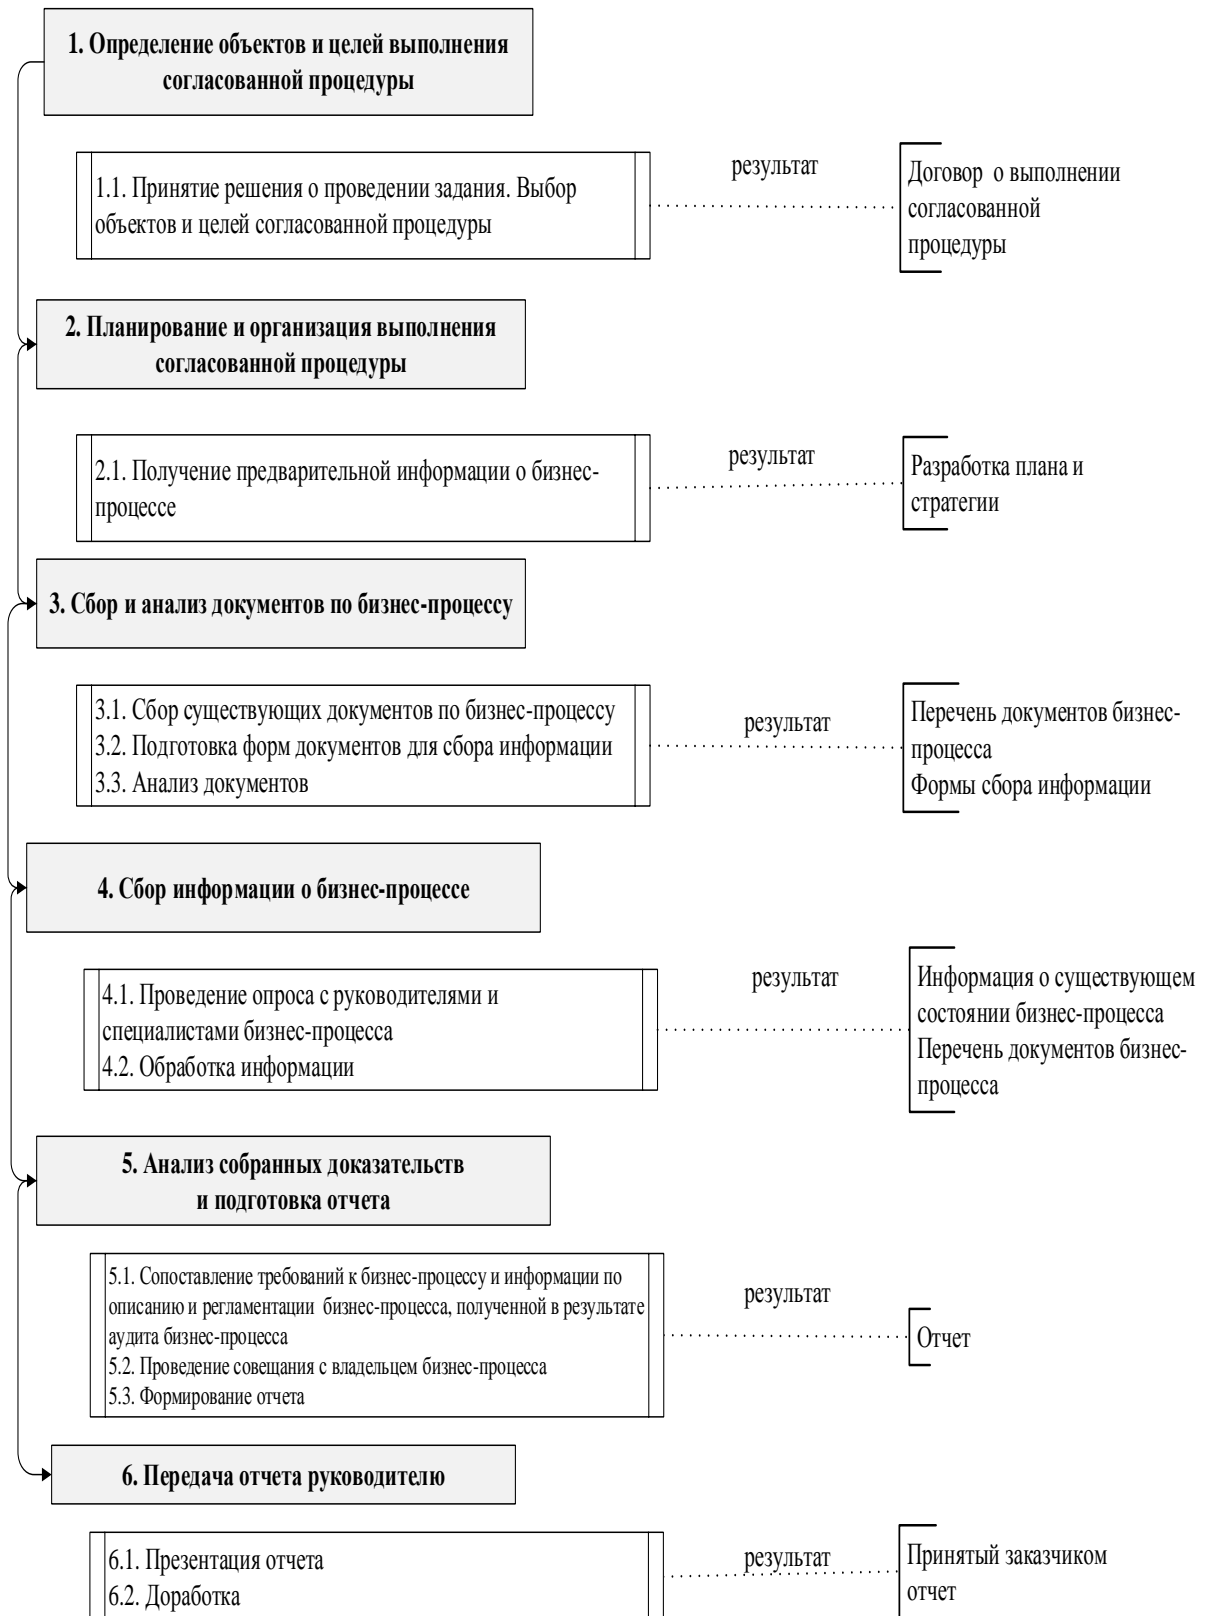 1. Определение объектов и целей выполнения
согласованной процедуры
1.1. Принятие решения о проведении задания. Выбор
объектов и целей согласованной процедуры
результат
Договор о выполнении
согласованной
процедуры
2. Планирование и организация выполнения
согласованной процедуры
2.1. Получение предварительной информации о бизнес-
процессе
результат
Разработка плана и
стратегии
3. Сбор и анализ документов по бизнес-процессу
3.1. Сбор существующих документов по бизнес-процессу
3.2. Подготовка форм документов для сбора информации
3.3. Анализ документов
результат
Перечень документов бизнес-
процесса
Формы сбора информации
4. Сбор информации о бизнес-процессе
4.1. Проведение опроса с руководителями и
специалистами бизнес-процесса
4.2. Обработка информации
результат
Информация о существующем
состоянии бизнес-процесса
Перечень документов бизнес-
процесса
5. Анализ собранных доказательств
и подготовка отчета
5.1. Сопоставление требований к бизнес-процессу и информации по
описанию и регламентации бизнес-процесса, полученной в результате
аудита бизнес-процесса
5.2. Проведение совещания с владельцем бизнес-процесса
5.3. Формирование отчета
результат
Отчет
6. Передача отчета руководителю
6.1. Презентация отчета
6.2. Доработка
результат
Принятый заказчиком
отчет